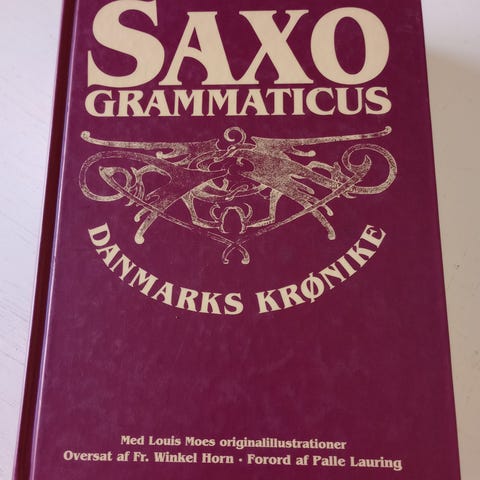 SAXO
GRAMMATICUS
DANMARKS KRØNIKE
Med Louis Moes originalillustrationer
Oversat af Fr. Winkel Horn · Forord af Palle Lauring